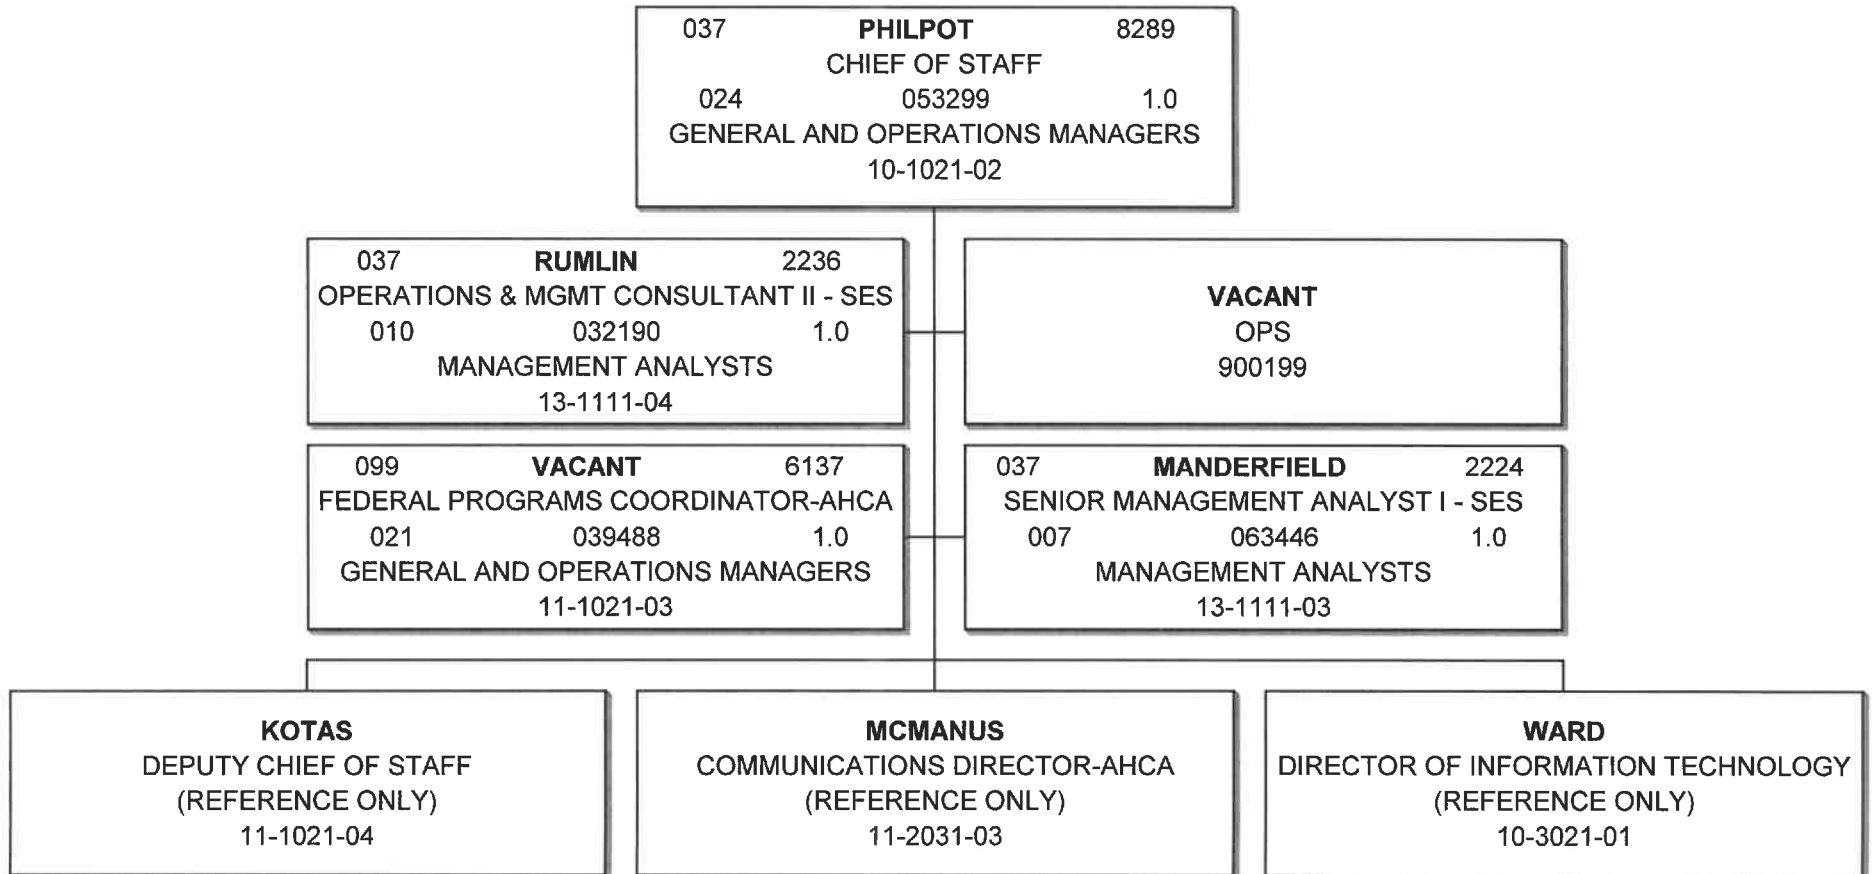 037 PHILPOT 8289
CHIEF OF STAFF
024 053299 1.0
GENERAL AND OPERATIONS MANAGERS
10-1021-02
037 RUMLIN 2236
OPERATIONS & MGMT CONSULTANT II - SES
010 032190 1.0
MANAGEMENT ANALYSTS
13-1111-04
VACANT
OPS
900199
099 VACANT 6137
FEDERAL PROGRAMS COORDINATOR-AHCA
021 039488 1.0
GENERAL AND OPERATIONS MANAGERS
11-1021-03
037 MANDERFIELD 2224
SENIOR MANAGEMENT ANALYST I - SES
007 063446 1.0
MANAGEMENT ANALYSTS
13-1111-03
KOTAS
DEPUTY CHIEF OF STAFF
(REFERENCE ONLY)
11-1021-04
MCMANUS
COMMUNICATIONS DIRECTOR-AHCA
(REFERENCE ONLY)
11-2031-03
WARD
DIRECTOR OF INFORMATION TECHNOLOGY
(REFERENCE ONLY)
10-3021-01